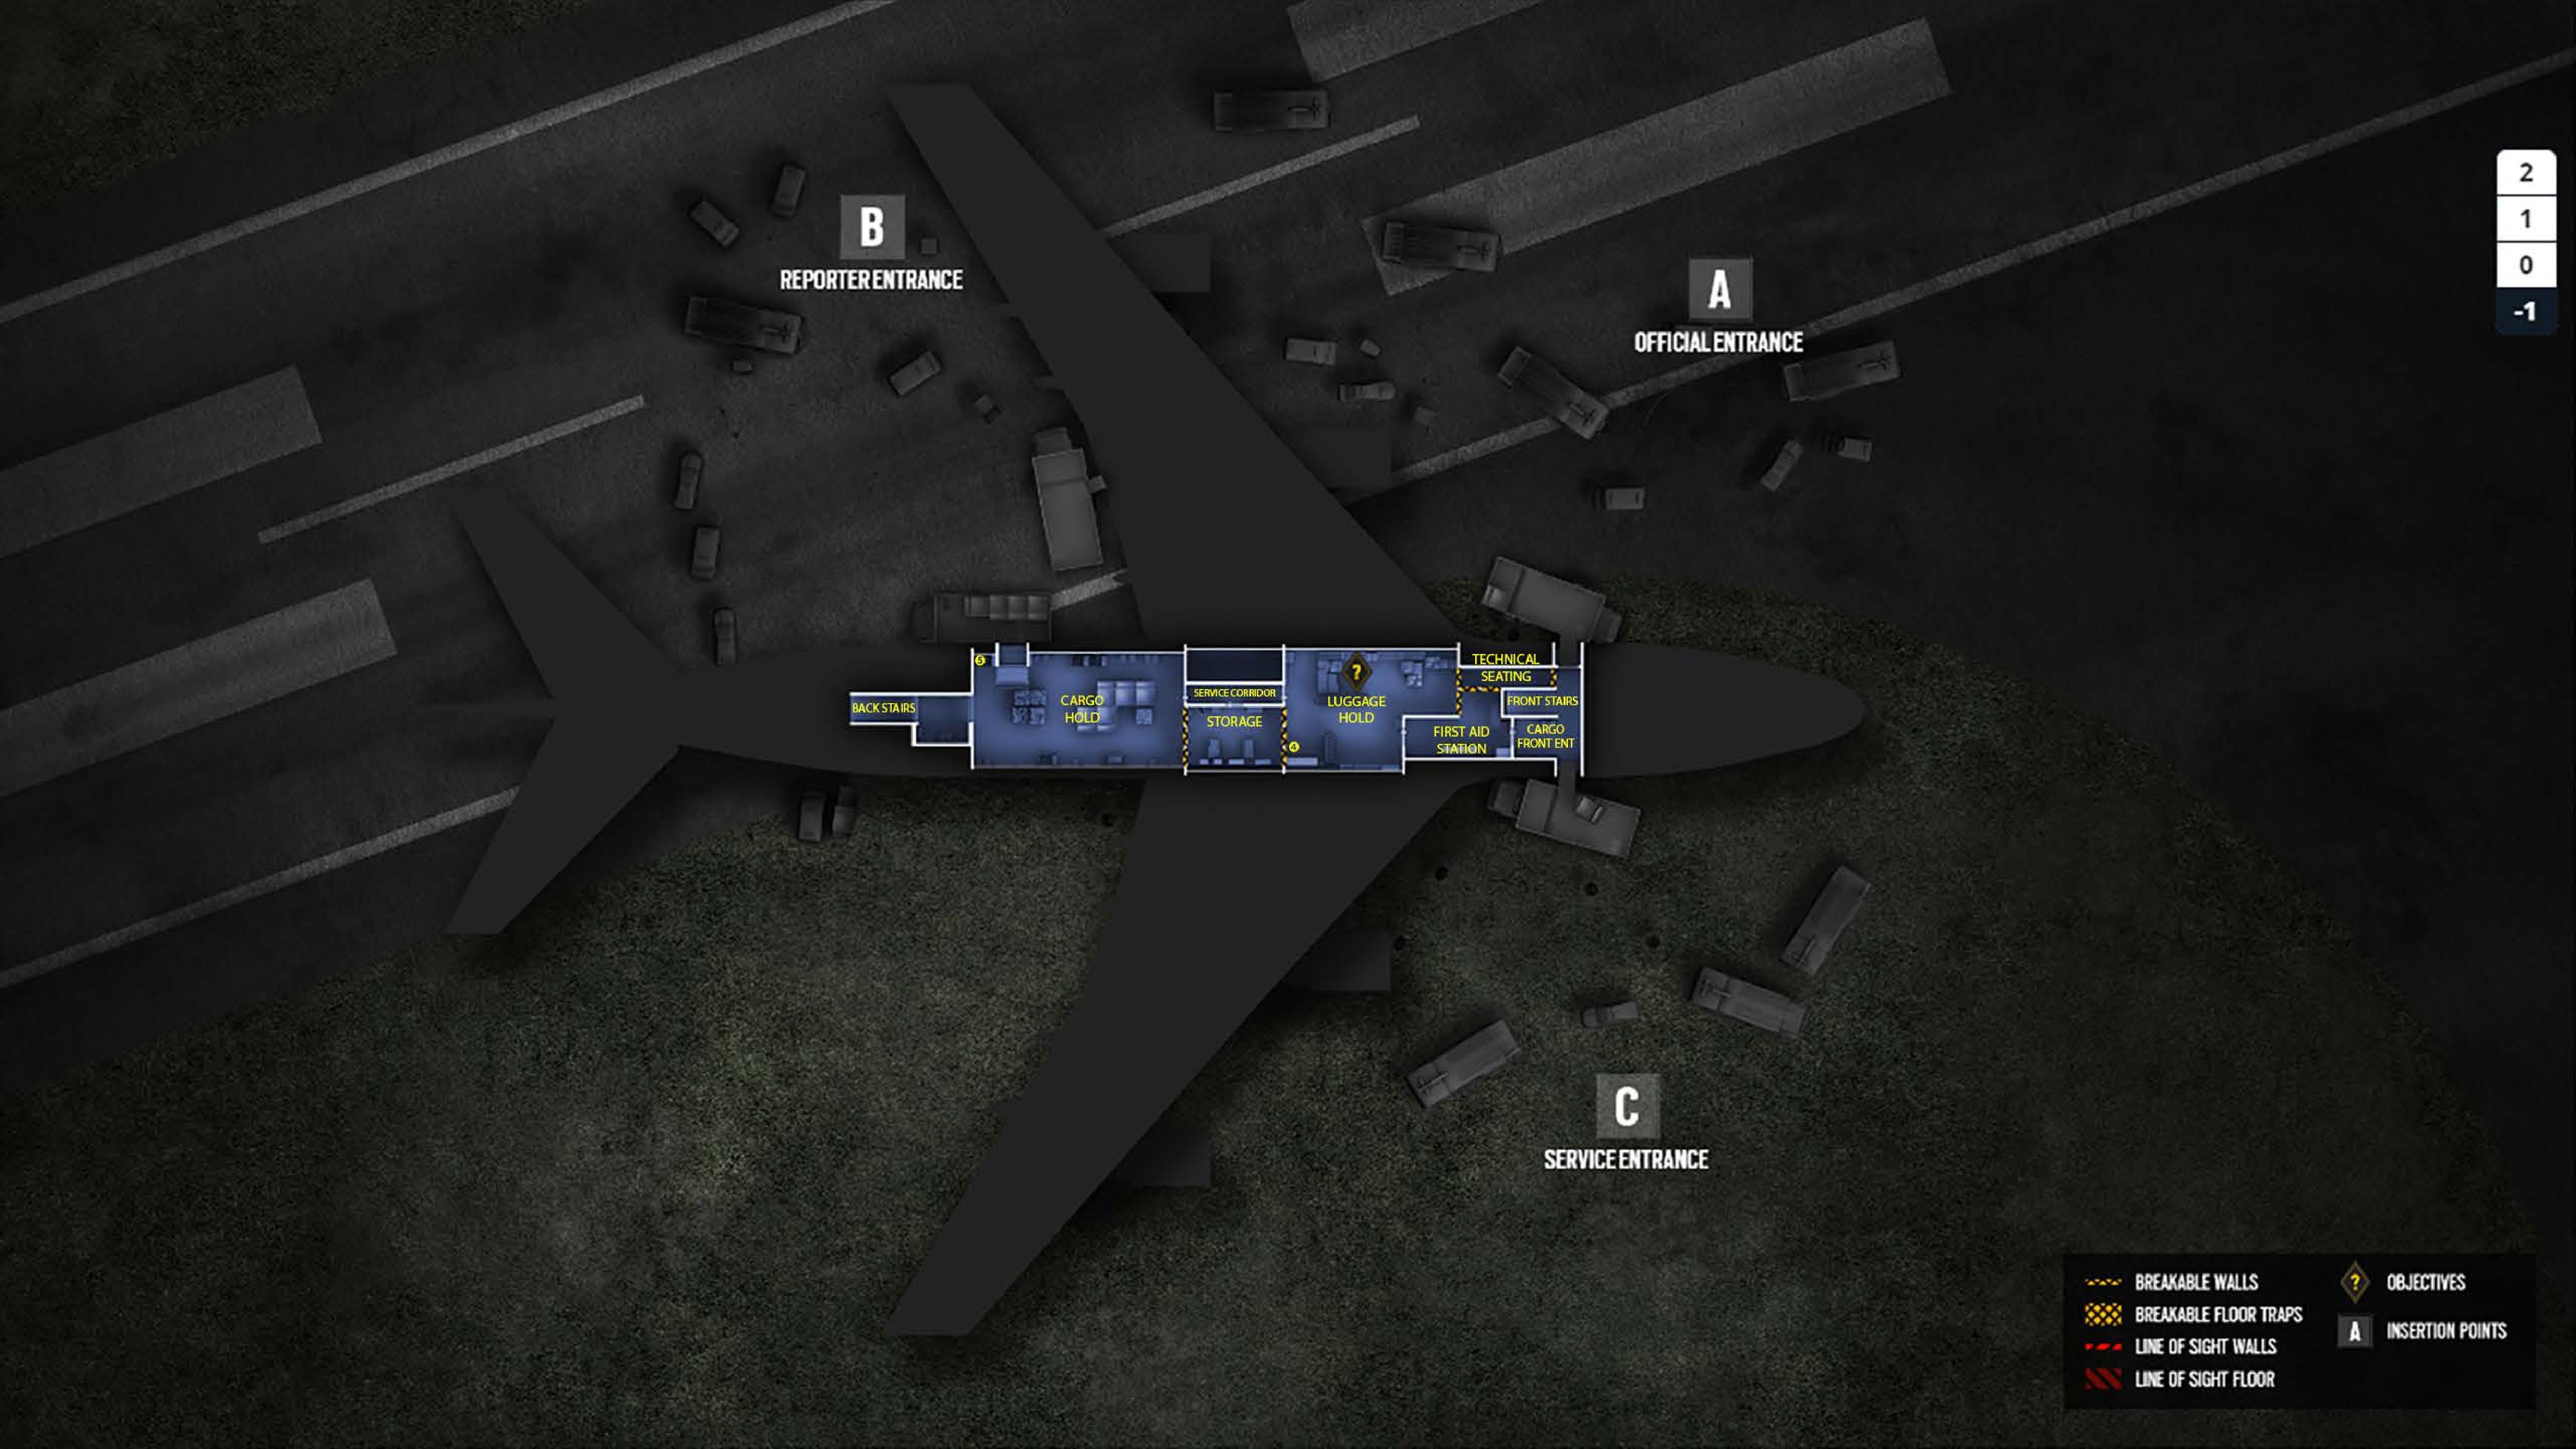 2
1
0
-1
B
REPORTER ENTRANCE
A
OFFICIAL ENTRANCE
5
?
TECHNICAL
SEATING
BACK STAIRS
CARGO
HOLD
SERVICE CORRIDOR
STORAGE
LUGGAGE
HOLD
4
FRONT STAIRS
FIRST AID
STATION
CARGO
FRONT ENT
C
SERVICE ENTRANCE
BREAKABLE WALLS
BREAKABLE FLOOR TRAPS
LINE OF SIGHT WALLS
LINE OF SIGHT FLOOR
? OBJECTIVES
A INSERTION POINTS